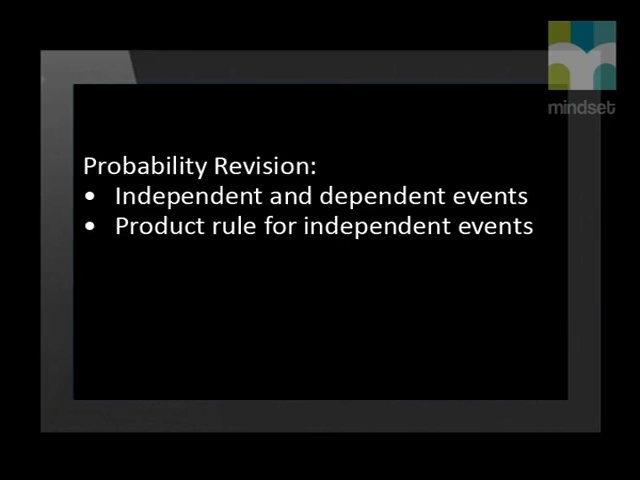 mindset
Probability Revision:
• Independent and dependent events
• Product rule for independent events